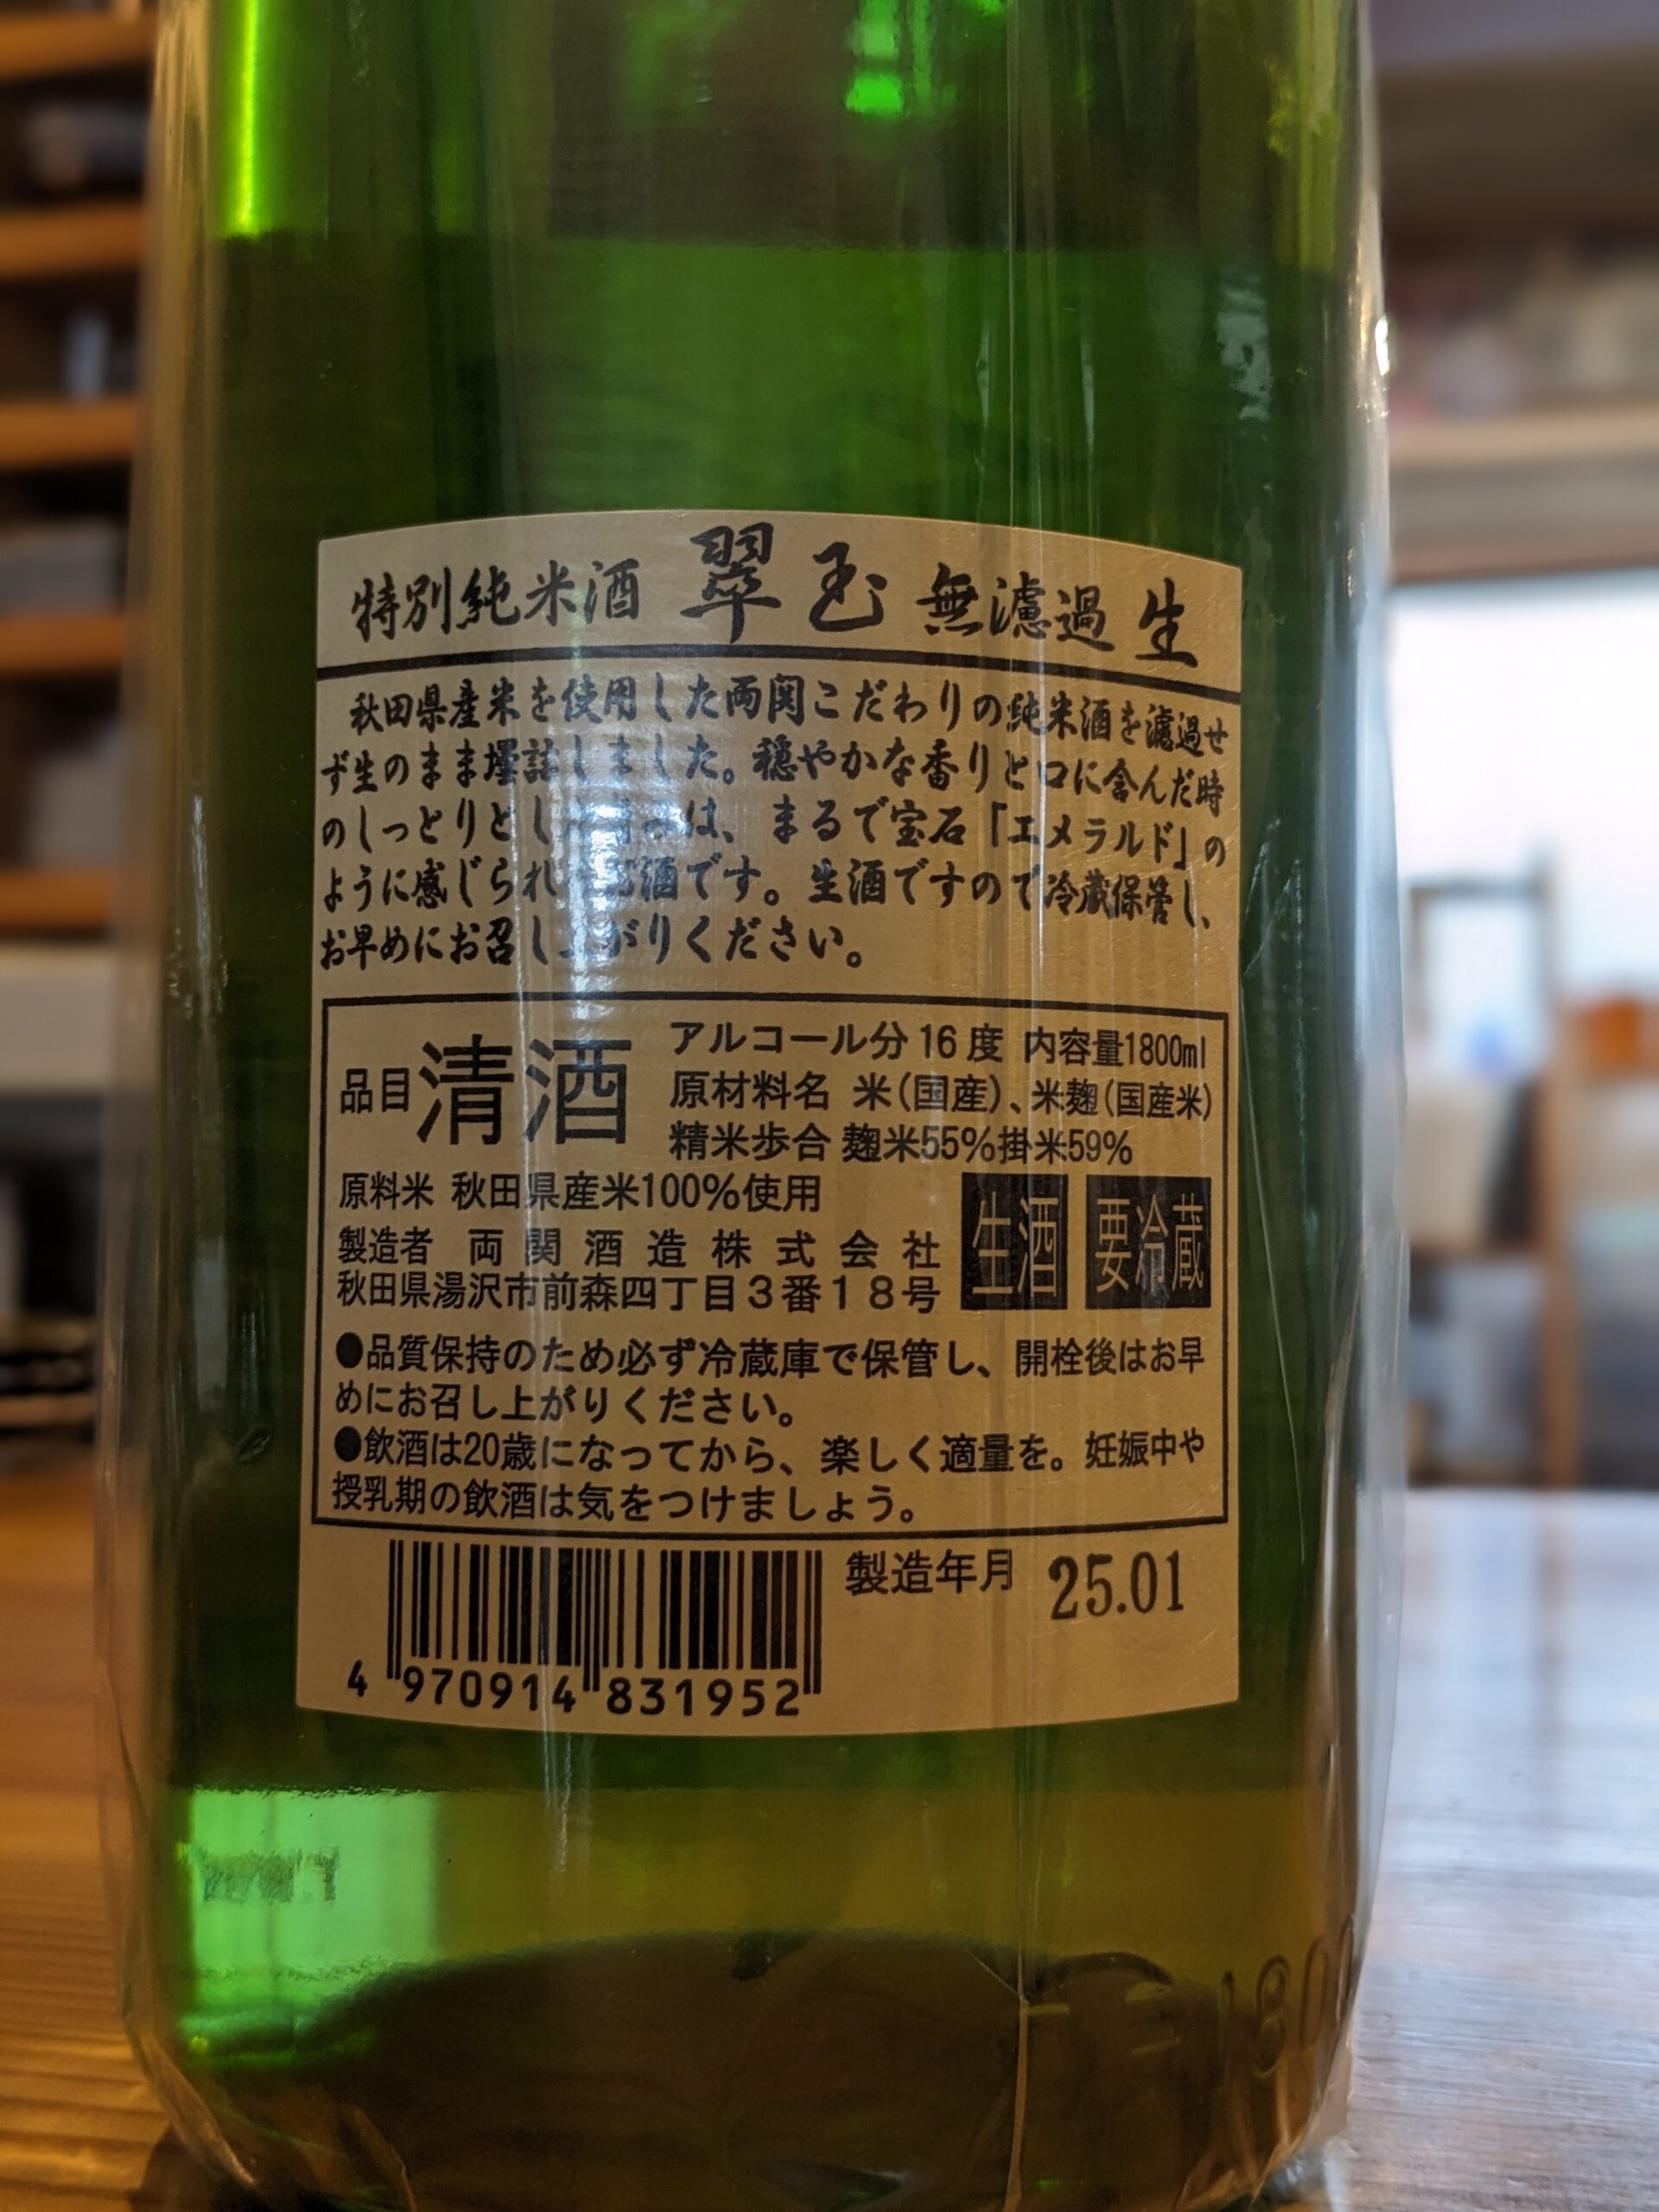 特別純米酒 翠玉 無濾過 生
秋田県産米を使用した両関こだわりの純米酒を濾過せ
ず生のまま壜詰しました。穏やかな香りと口に含んだ時
のしっとりとし は、まるで宝石「エメラルド」の
ように感じられ 酒です。生酒ですので冷蔵保管し、
お早めにお召し上がりください。
品目 清酒
アルコール分 16 度 内容量1800ml
原材料名 米(国産)、米麹(国産米)
精米歩合 麹米55%掛米59%
原料米 秋田県産米100%使用
製造者 両関酒造株式会社
秋田県湯沢市前森四丁目3番18号
生酒 要冷蔵
●品質保持のため必ず冷蔵庫で保管し、開栓後はお早
めにお召し上がりください。
●飲酒は20歳になってから、楽しく適量を。妊娠中や
授乳期の飲酒は気をつけましょう。
製造年月 25.01
4 970914 831952
1800